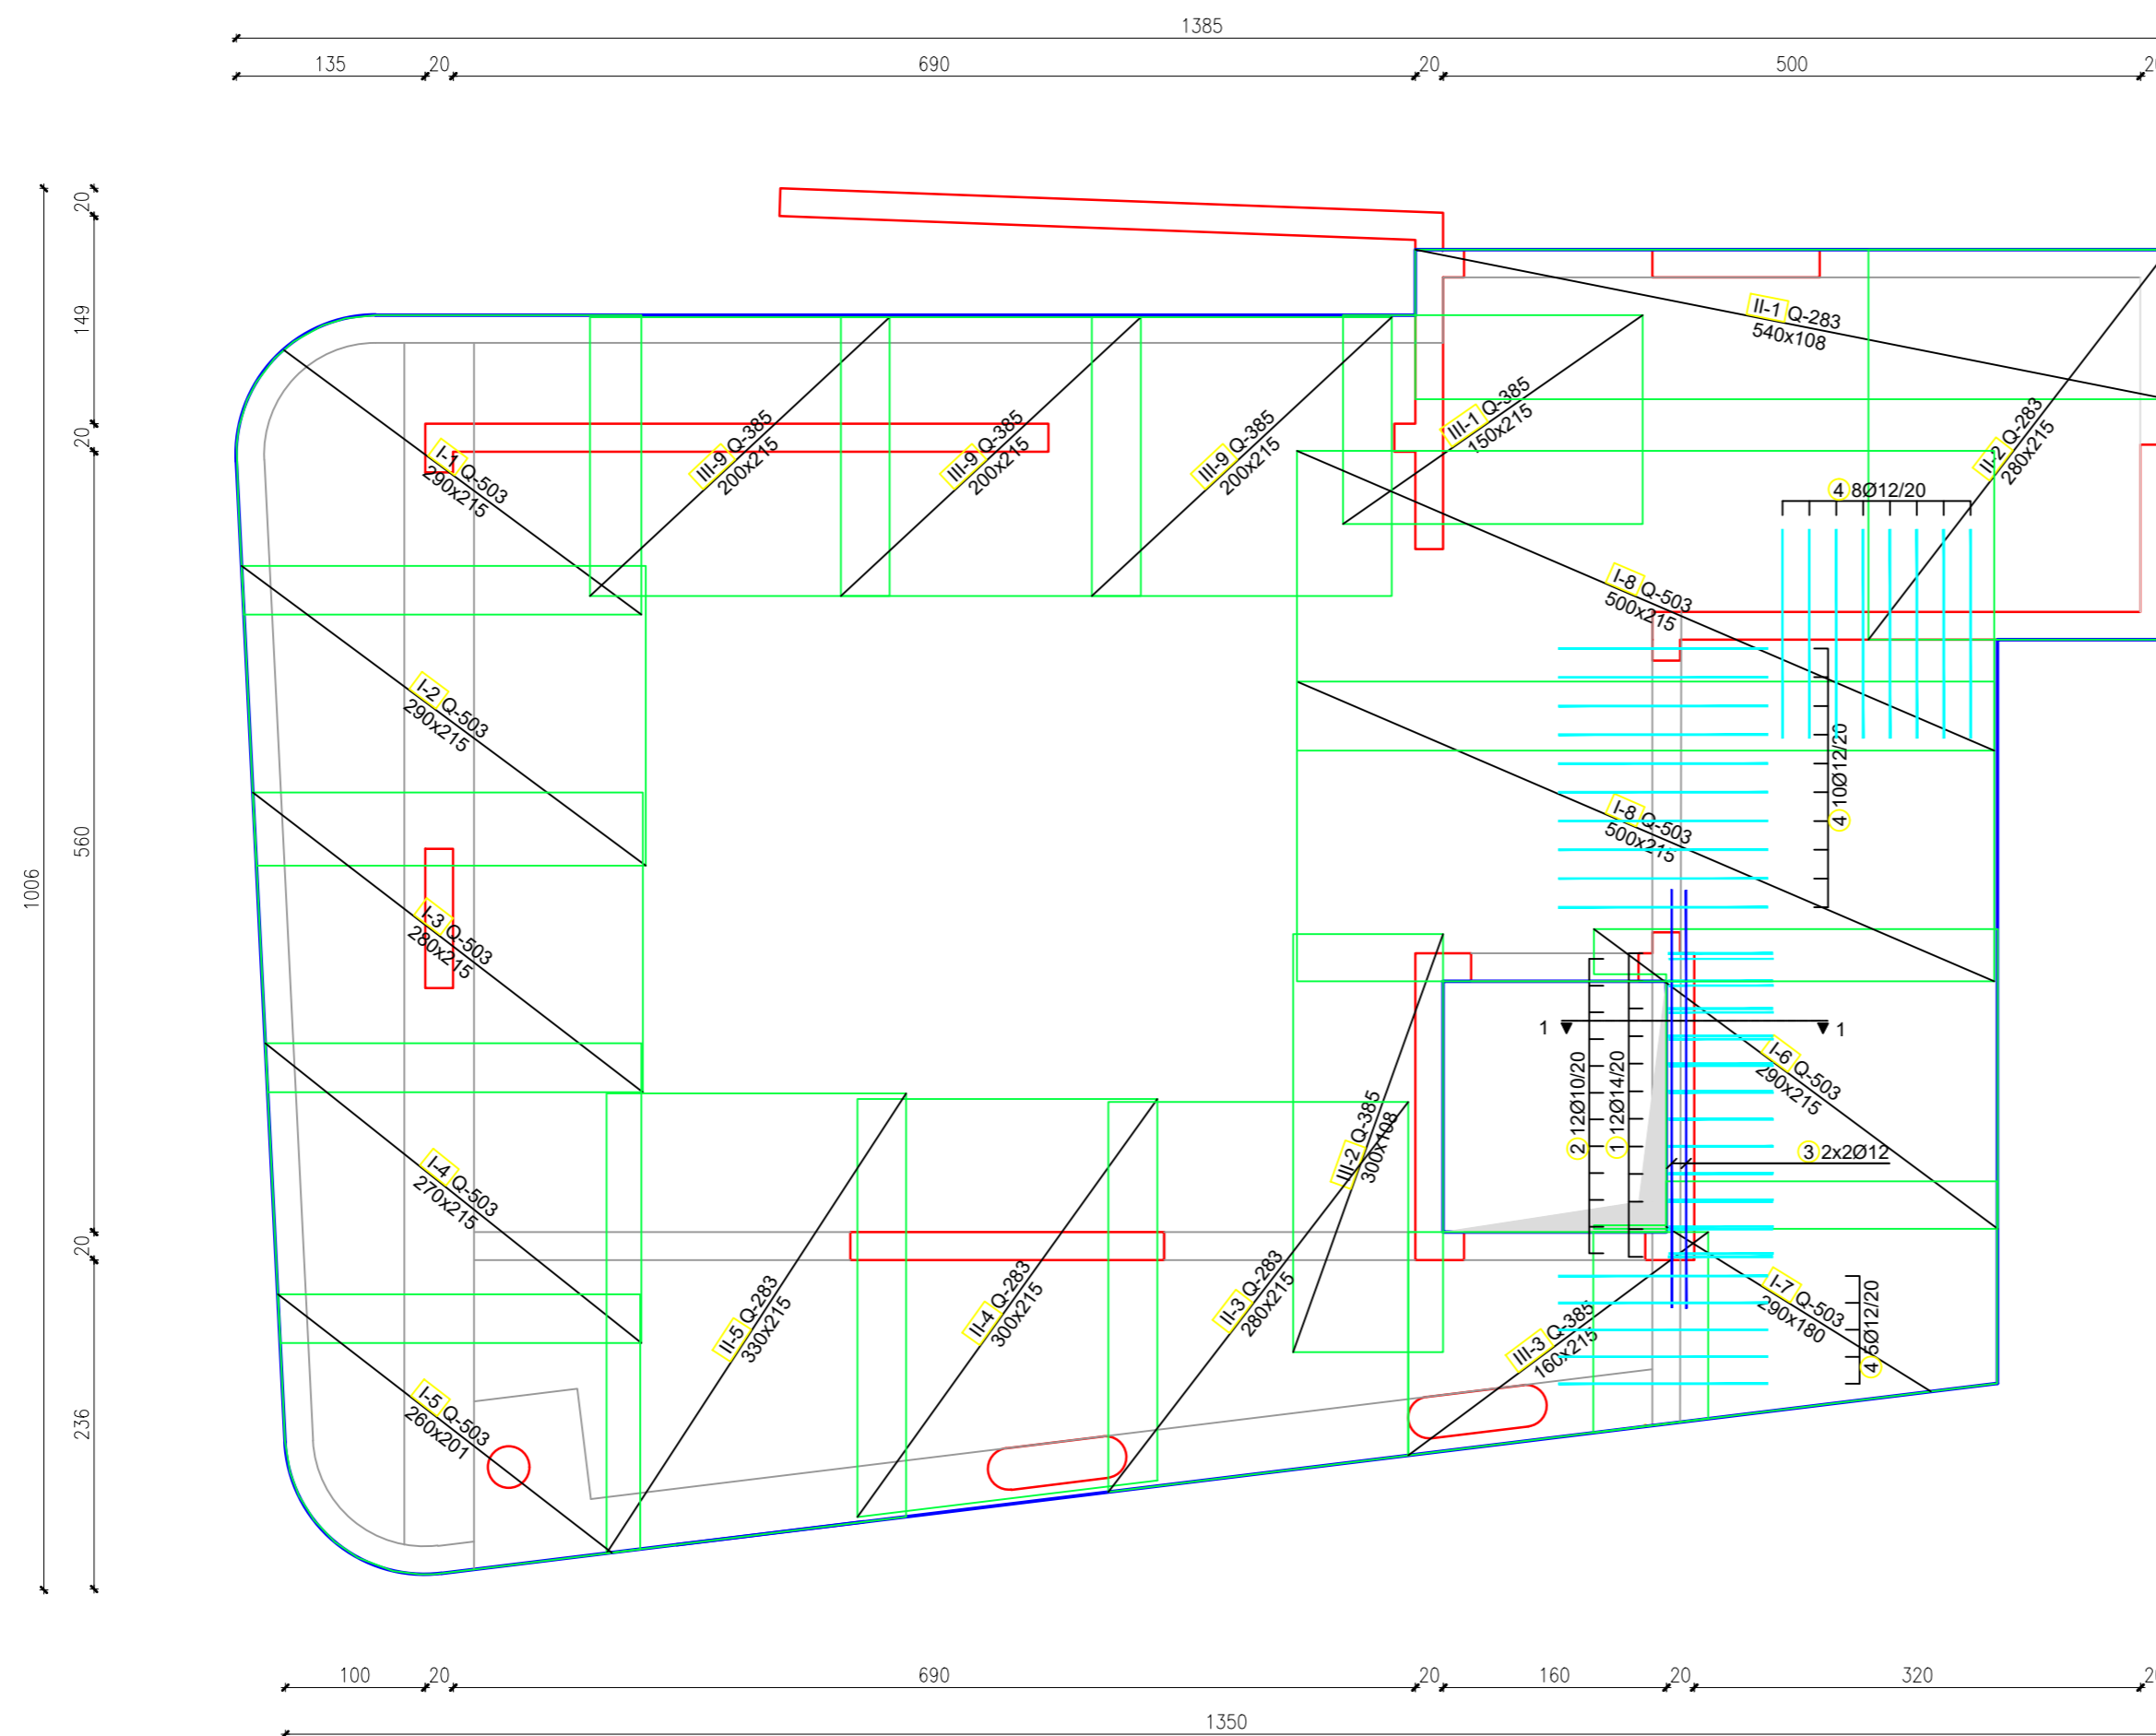 1385
135 20 690 20 500 20
20
149
20
560
1006
20
236
II-1 Q-283
540x108
III-1 Q-385
150x215
II-2 Q-283
280x215
I-1 Q-503
290x215
III-9 Q-385
200x215
III-9 Q-385
200x215
III-9 Q-385
200x215
4 8Ø12/20
I-8 Q-503
500x215
I-2 Q-503
290x215
4 10Ø12/20
I-8 Q-503
500x215
I-3 Q-503
280x215
1 1
I-6 Q-503
290x215
2 12Ø10/20
1 12Ø14/20
III-2 Q-385
300x108
3 2x2Ø12
I-4 Q-503
270x215
II-5 Q-283
330x215
II-4 Q-283
300x215
II-3 Q-283
280x215
III-3 Q-385
160x215
I-7 Q-503
290x180
4 5Ø12/20
I-5 Q-503
260x201
100 20 690 20 160 20 320
1350